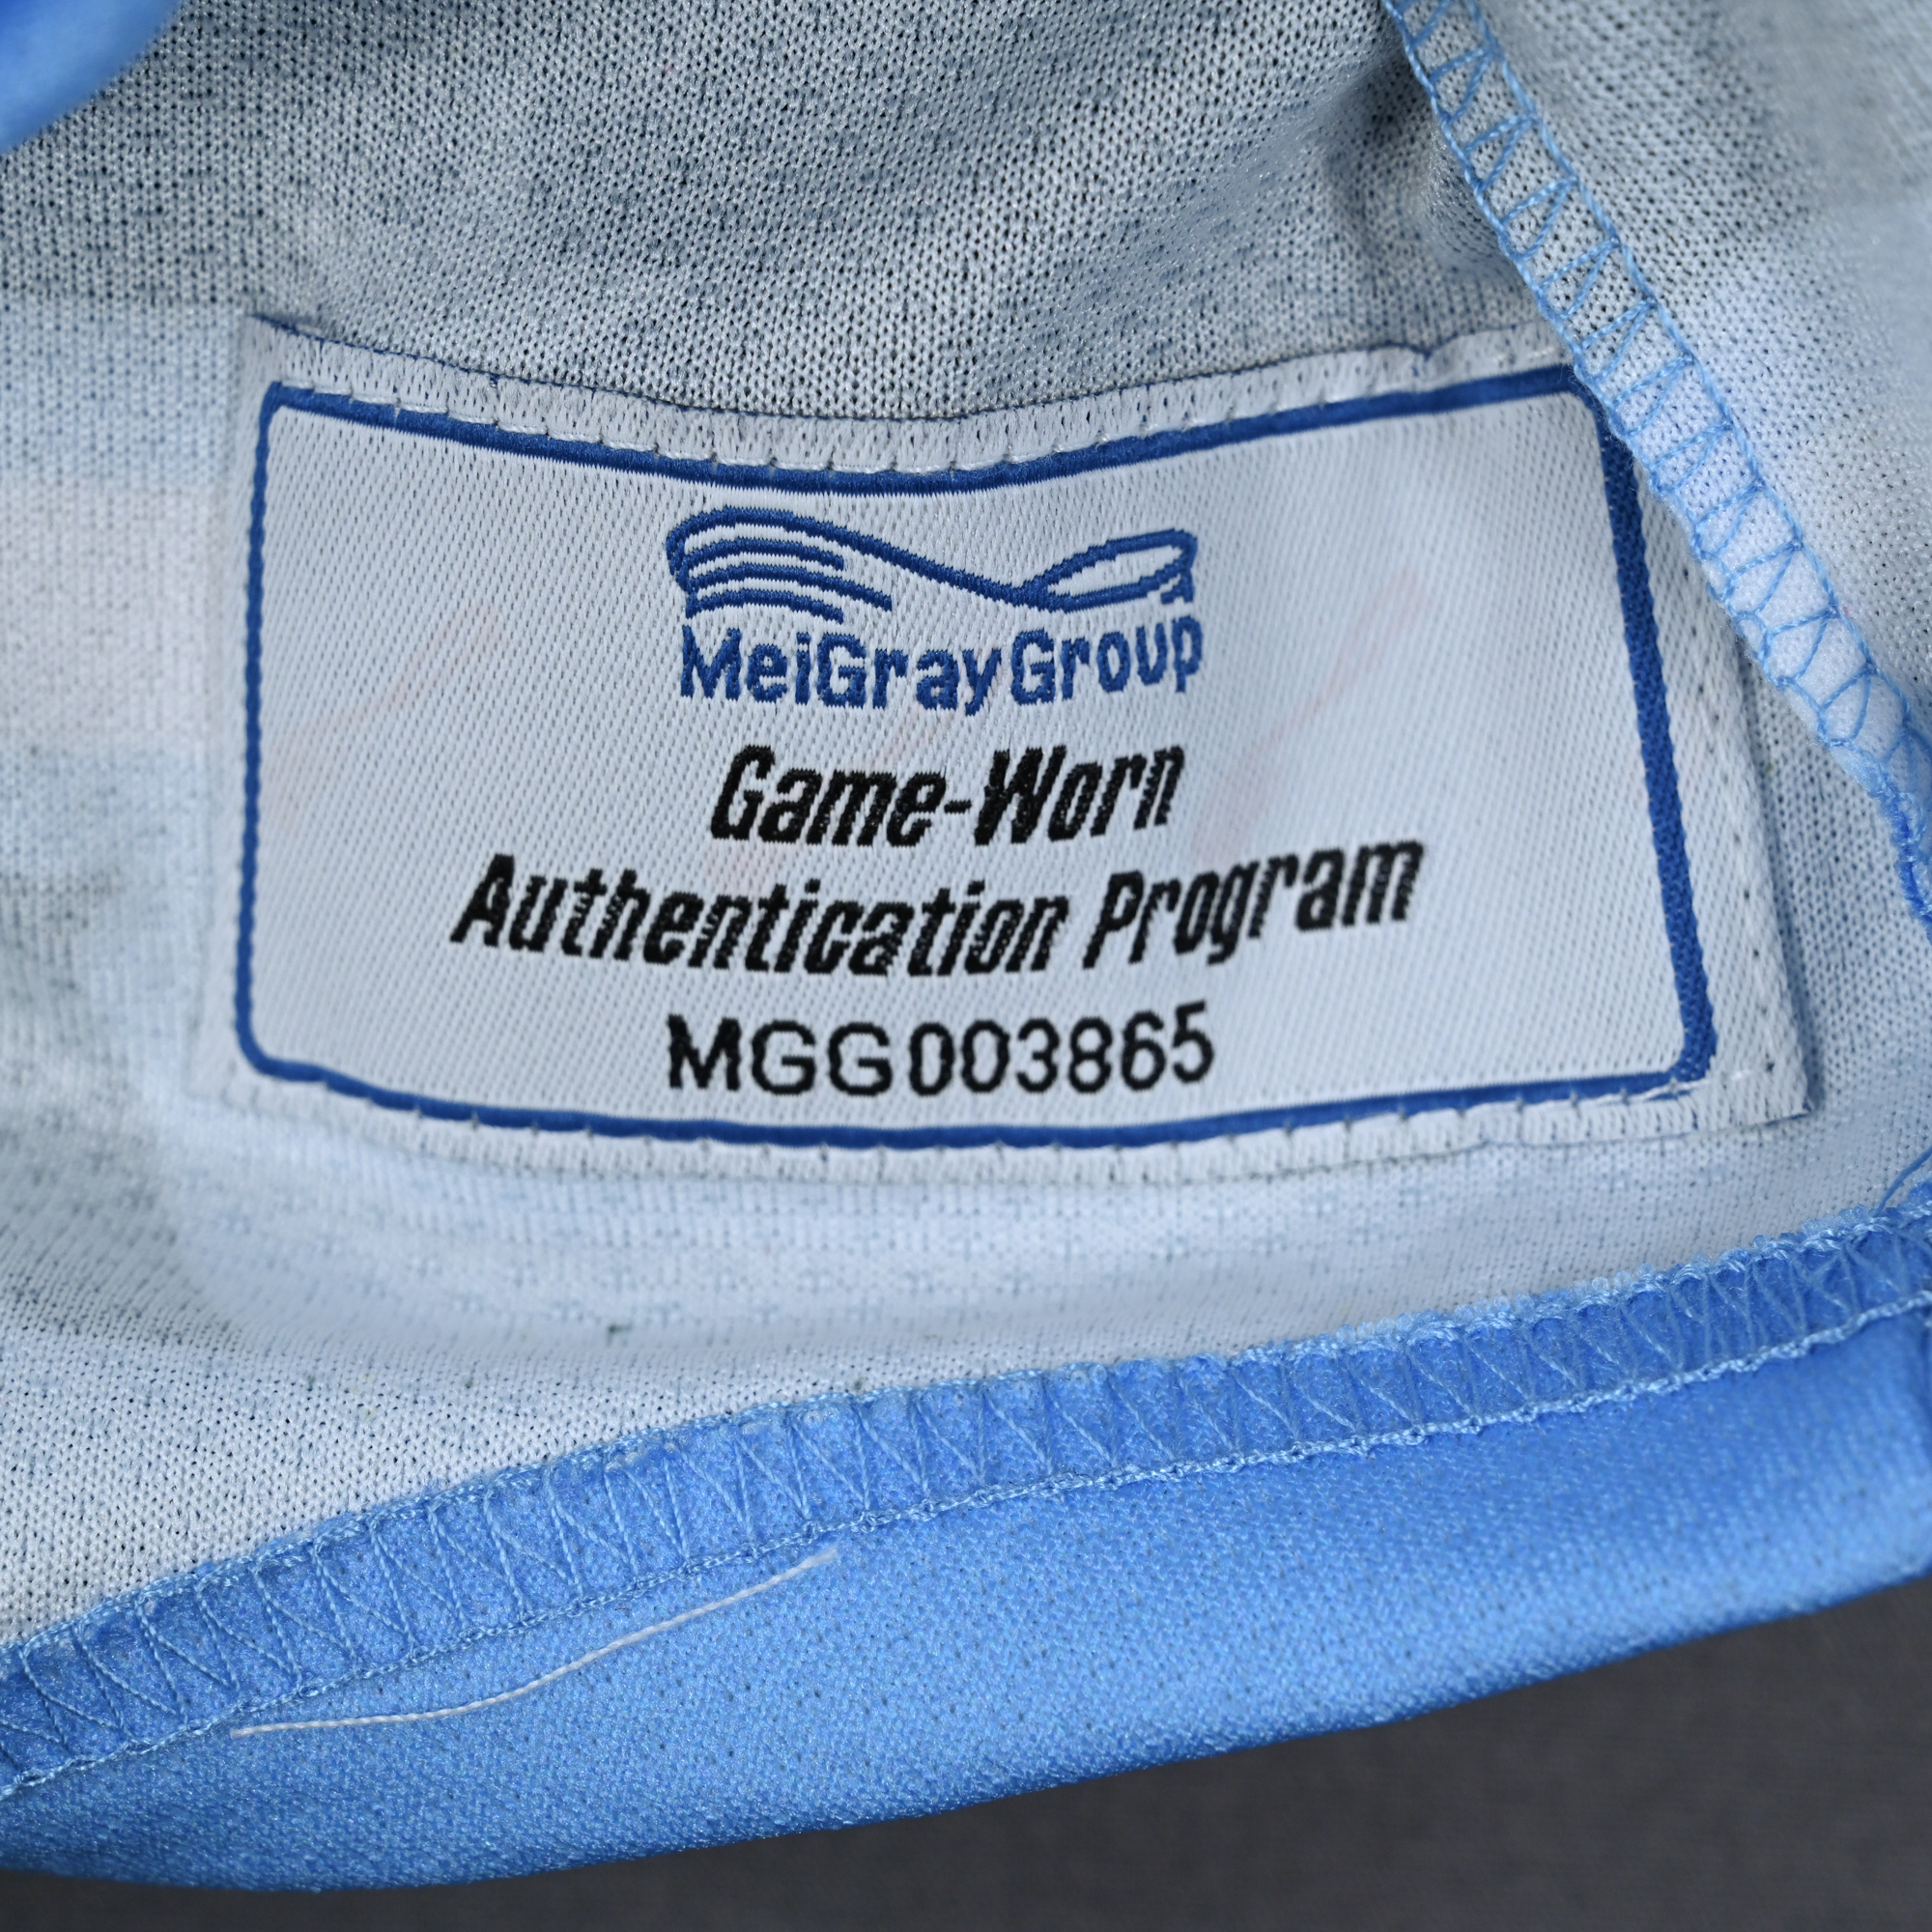 MeiGrayGroup
Game-Worn
Authentication Program
MGG003865